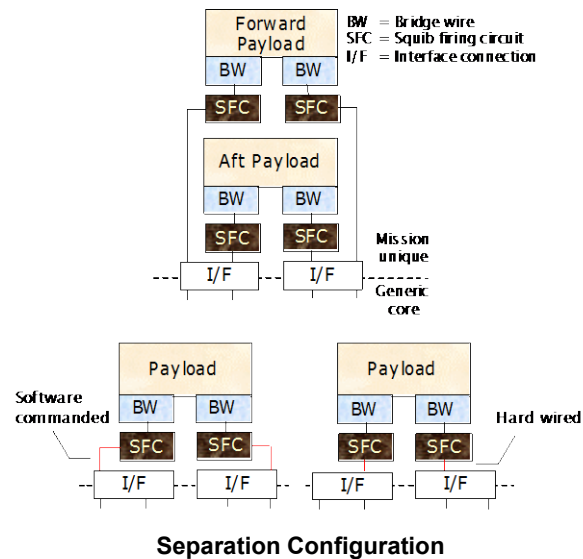 Forward
Payload
BW = Bridge wire
SFC = Squib firing circuit
I/F = Interface connection
BW BW
SFC SFC
Aft Payload
BW BW
SFC SFC
Mission
unique
I/F I/F
Generic
core
Payload Payload
Software
commanded
BW BW BW BW
SFC SFC SFC SFC
Hard wired
I/F I/F I/F I/F
Separation Configuration